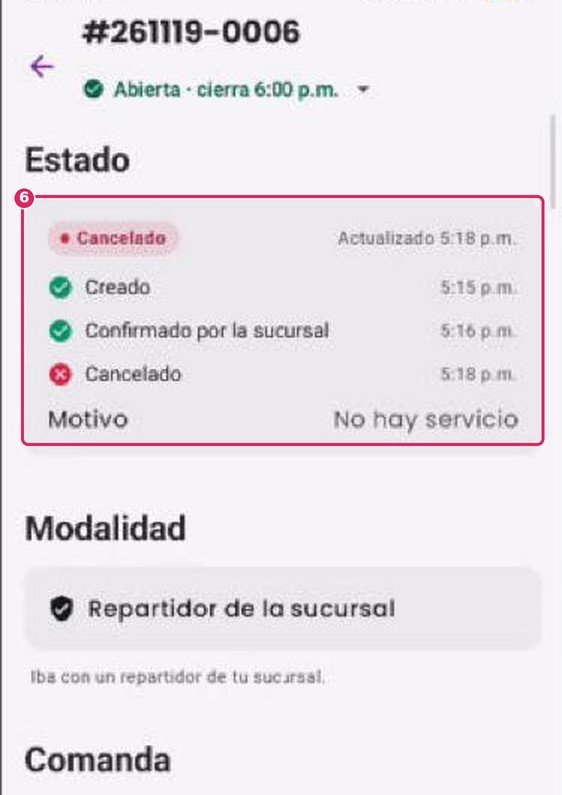 #261119-0006
Abierta · cierra 6:00 p.m.
Estado
6
Cancelado Actualizado 5:18 p.m.
Creado 5:15 p.m.
Confirmado por la sucursal 5:16 p.m.
Cancelado 5:18 p.m.
Motivo No hay servicio
Modalidad
Repartidor de la sucursal
Iba con un repartidor de tu sucursal.
Comanda